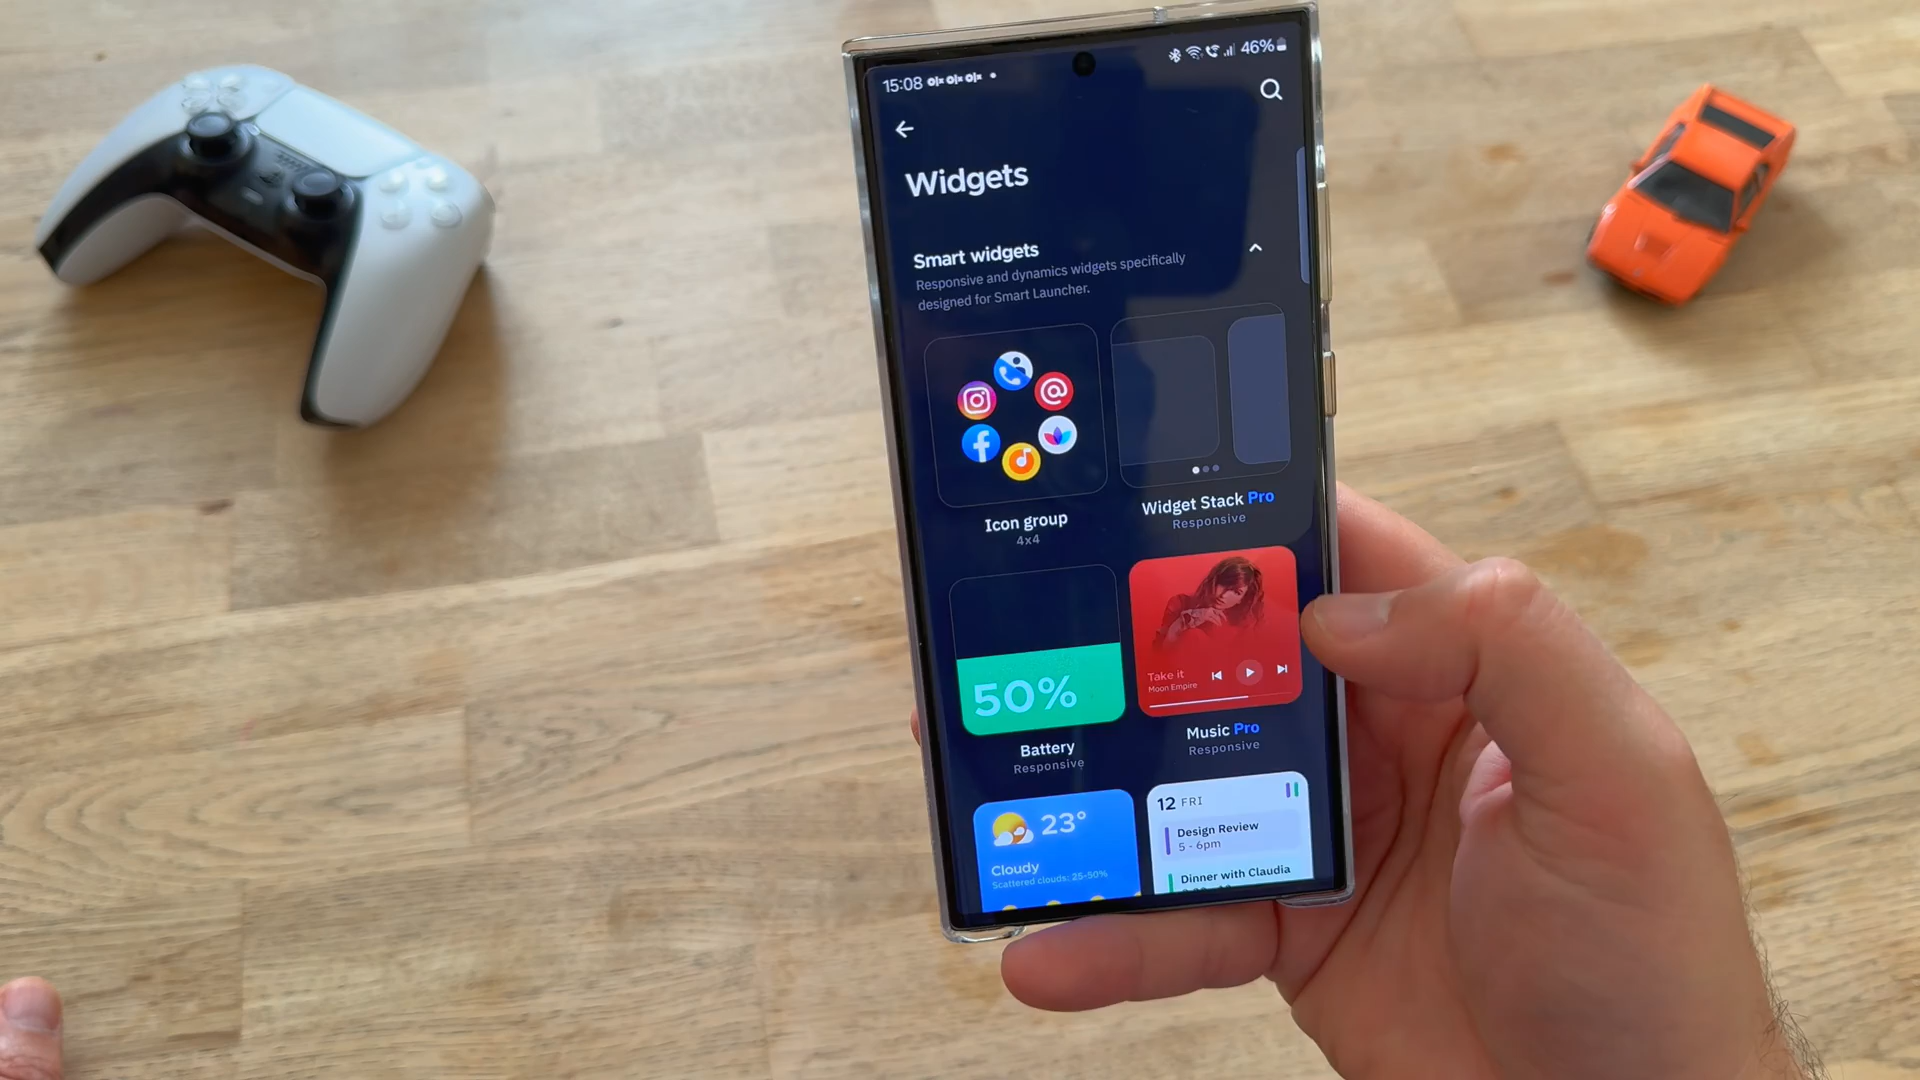 15:08
46%
Widgets
Smart widgets
Responsive and dynamics widgets specifically
designed for Smart Launcher.
Icon group
4x4
Widget Stack Pro
Responsive
50%
Battery
Responsive
Take it
Moon Empire
Music Pro
Responsive
23°
Cloudy
Scattered clouds: 25-50%
12 FRI
Design Review
5 - 6pm
Dinner with Claudia